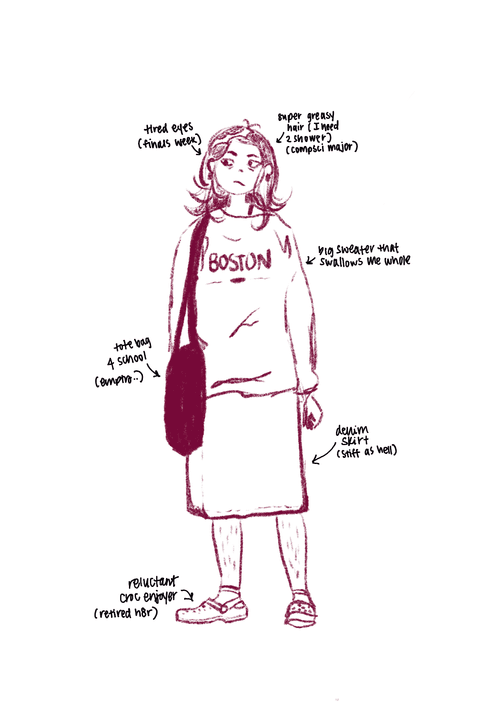 tired eyes
(finals week)
super greasy
hair (I need
2 shower)
(compsci major)
big sweater that
swallows me whole
BOSTON
tote bag
4 school
(empty..)
denim
skirt
(stiff as hell)
reluctant
croc enjoyer
(retired h8r)